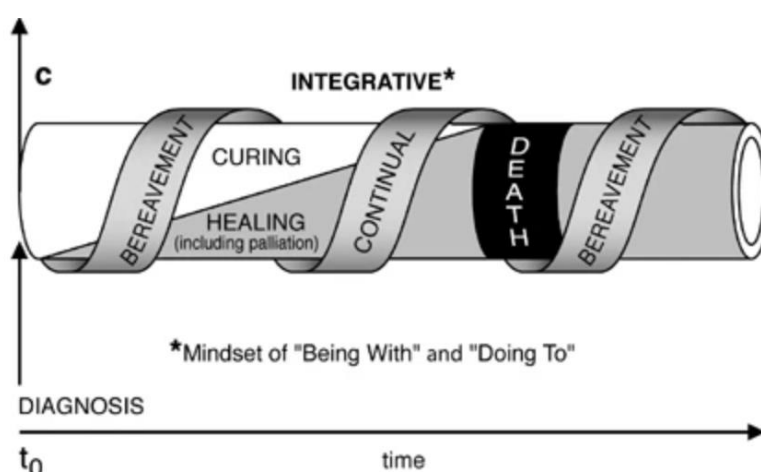 c
INTEGRATIVE*
BEREAVEMENT
CURING
HEALING
(including palliation)
CONTINUAL
DEATH
BEREAVEMENT
*Mindset of "Being With" and "Doing To"
DIAGNOSIS
t0
time